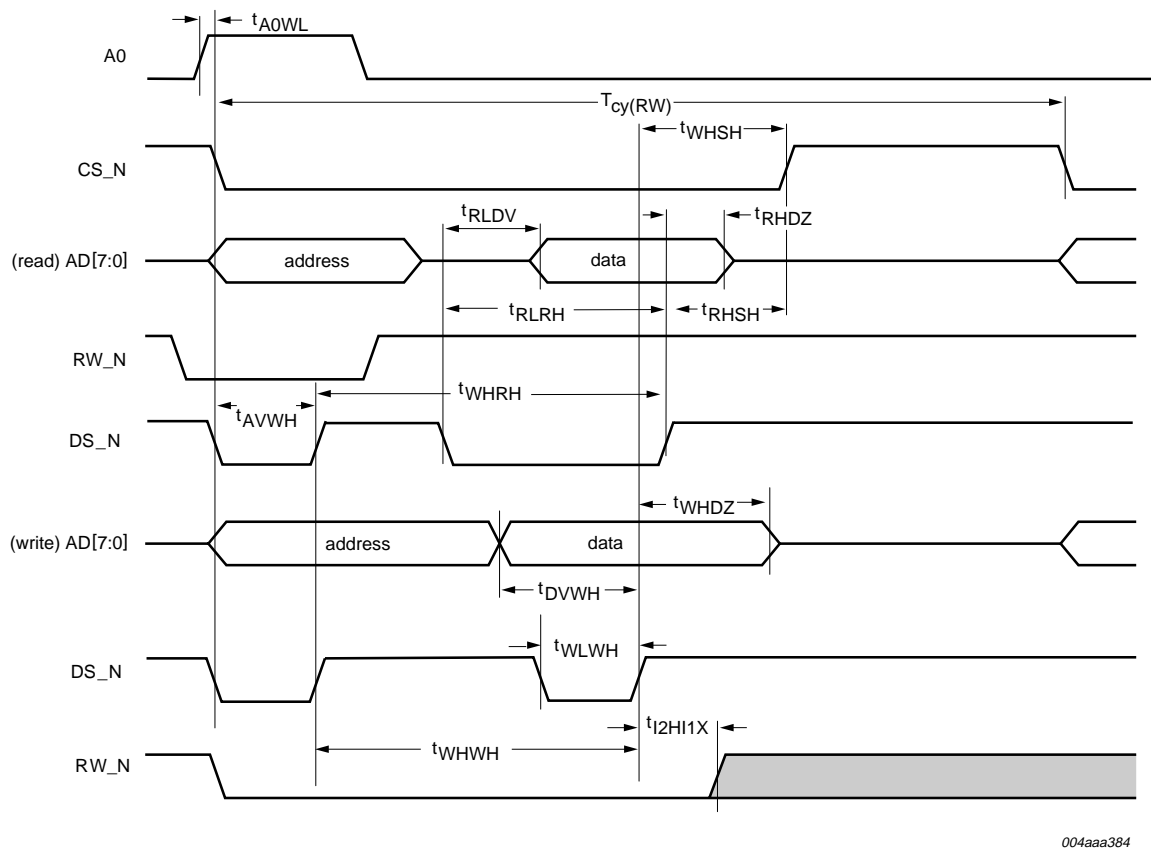 tA0WL
A0
Tcy(RW)
tWHSH
CS_N
tRLDV
tRHDZ
(read) AD[7:0]
address
data
tRLRH
tRHSH
RW_N
tWHRH
tAVWH
DS_N
tWHDZ
(write) AD[7:0]
address
data
tDVWH
tWLWH
DS_N
tI2HI1X
tWHWH
RW_N
004aaa384